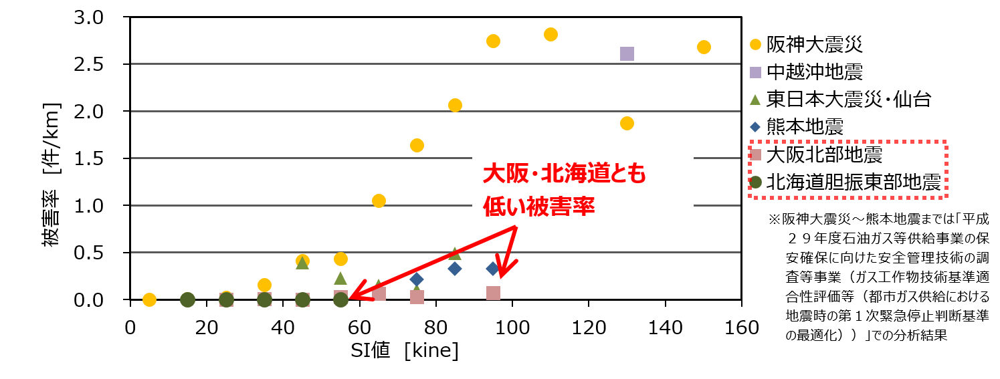 3.0
2.5
2.0
1.5
1.0
0.5
0.0
被害率 [件/km]
0 20 40 60 80 100 120 140 160
SI値 [kine]
大阪・北海道とも
低い被害率
阪神大震災
中越沖地震
東日本大震災・仙台
熊本地震
大阪北部地震
北海道胆振東部地震
※阪神大震災～熊本地震までは「平成
２９年度石油ガス等供給事業の保
安確保に向けた安全管理技術の調
査等事業（ガス工作物技術基準適
合性評価等（都市ガス供給における
地震時の第１次緊急停止判断基準
の最適化））」での分析結果